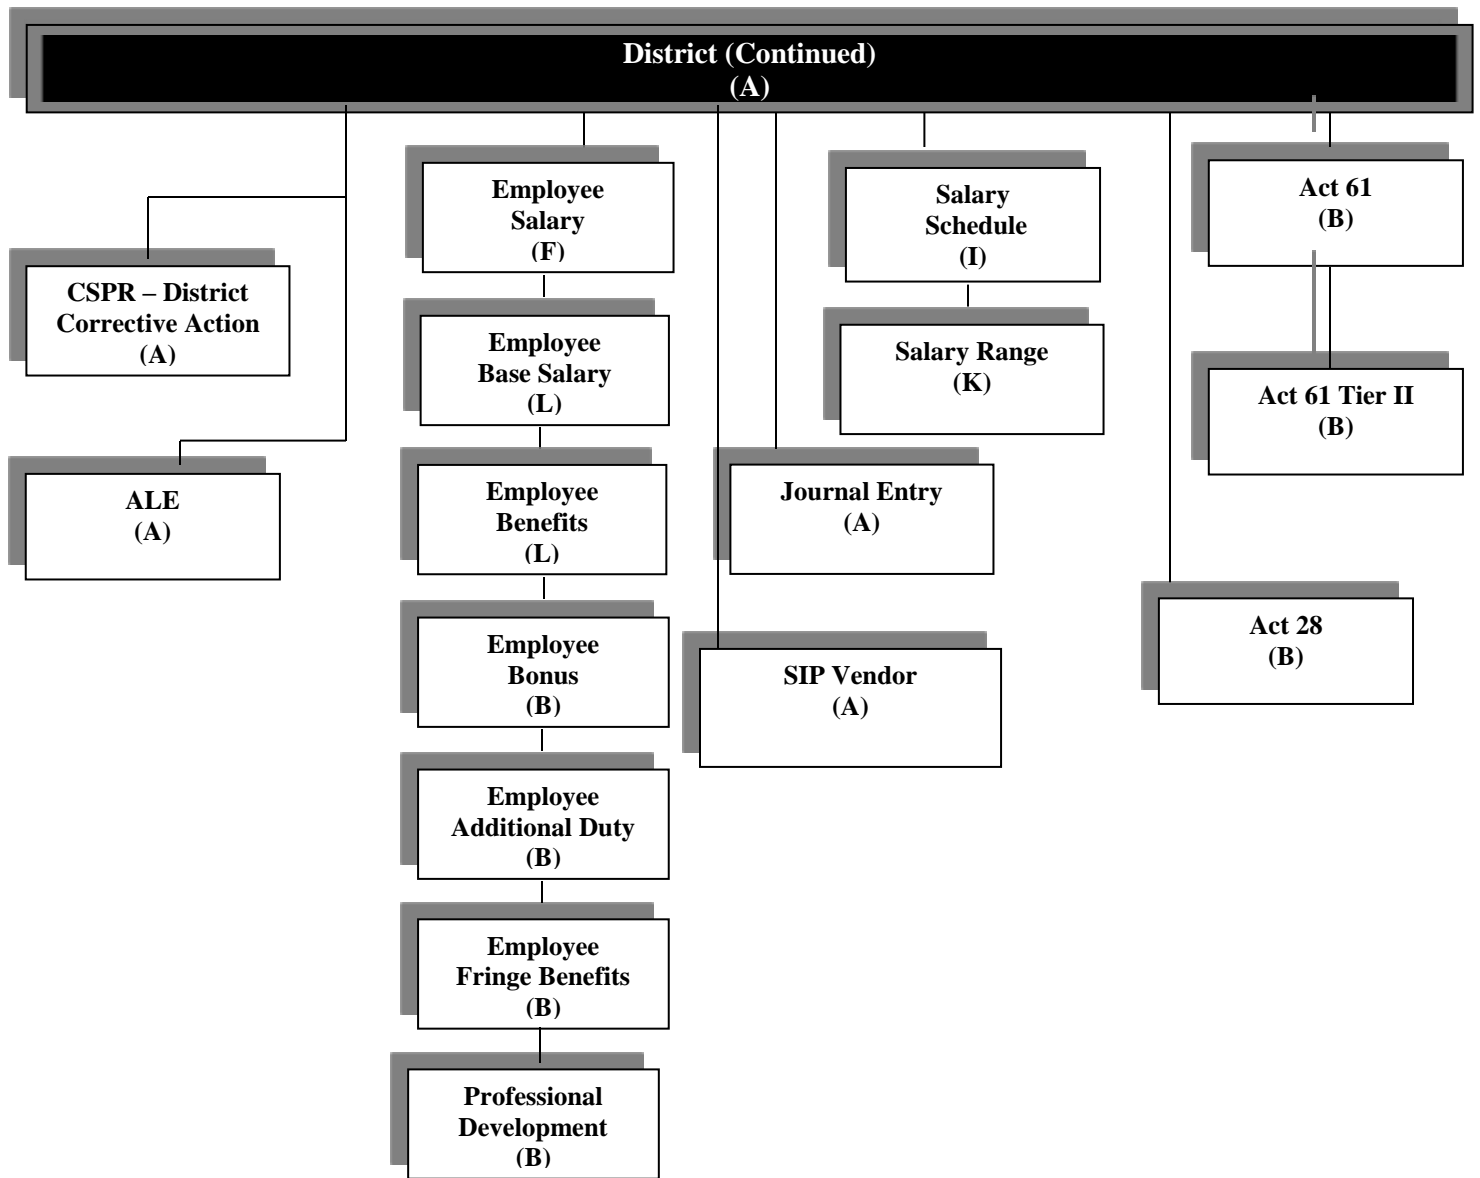 District (Continued)
(A)
CSPR – District
Corrective Action
(A)
ALE
(A)
Employee
Salary
(F)
Employee
Base Salary
(L)
Employee
Benefits
(L)
Employee
Bonus
(B)
Employee
Additional Duty
(B)
Employee
Fringe Benefits
(B)
Professional
Development
(B)
Journal Entry
(A)
SIP Vendor
(A)
Salary
Schedule
(I)
Salary Range
(K)
Act 61
(B)
Act 61 Tier II
(B)
Act 28
(B)